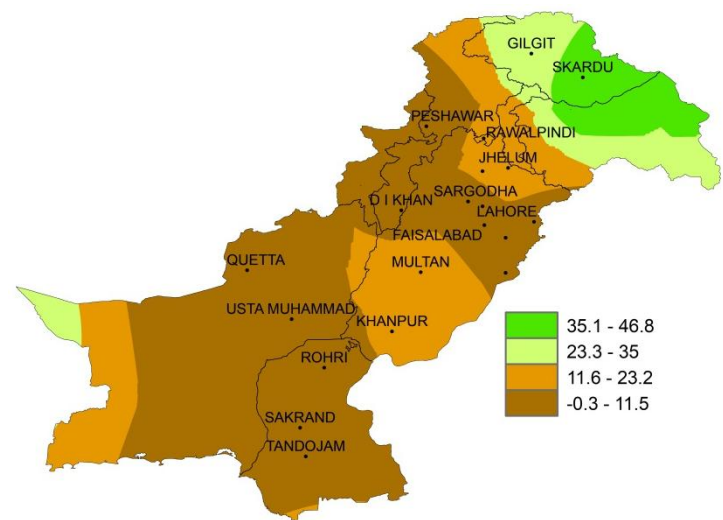 GILGIT
SKARDU
PESHAWAR
RAWALPINDI
JHELUM
SARGODHA
D I KHAN
LAHORE
FAISALABAD
QUETTA
MULTAN
USTA MUHAMMAD
KHANPUR
ROHRI
SAKRAND
TANDOJAM
35.1 - 46.8
23.3 - 35
11.6 - 23.2
-0.3 - 11.5